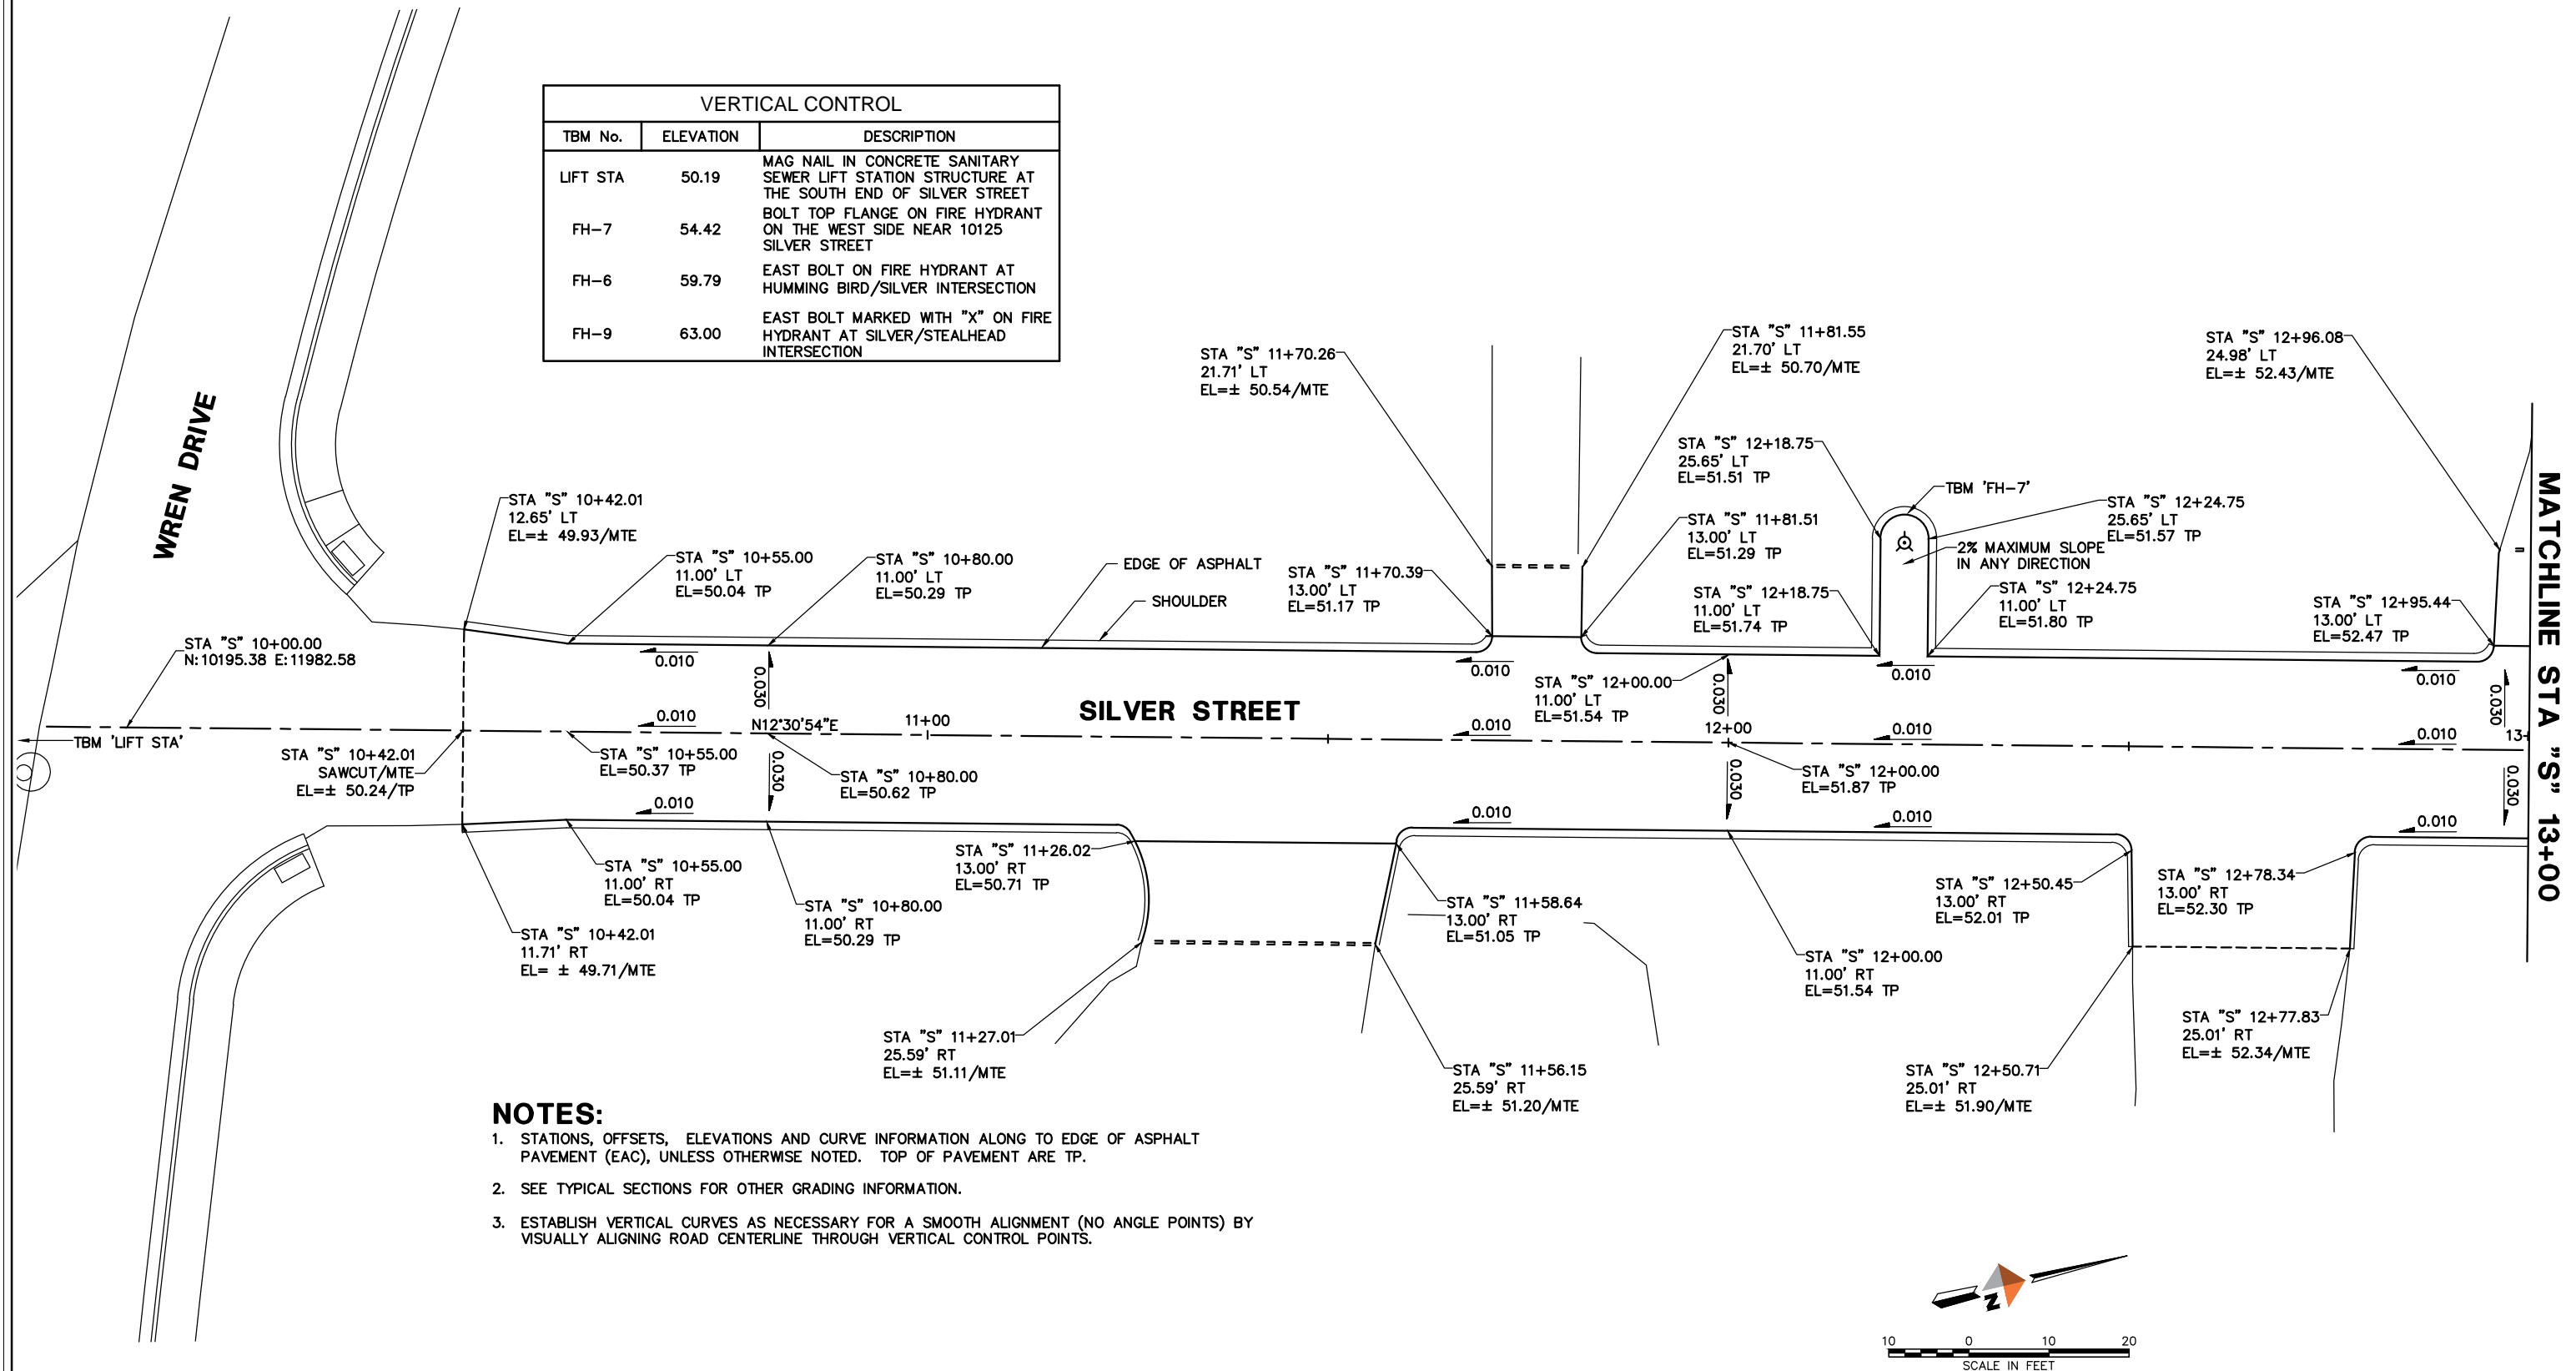 VERTICAL CONTROL
TBM No. ELEVATION DESCRIPTION
LIFT STA 50.19 MAG NAIL IN CONCRETE SANITARY
SEWER LIFT STATION STRUCTURE AT
THE SOUTH END OF SILVER STREET
FH-7 54.42 BOLT TOP FLANGE ON FIRE HYDRANT
ON THE WEST SIDE NEAR 10125
SILVER STREET
FH-6 59.79 EAST BOLT ON FIRE HYDRANT AT
HUMMING BIRD/SILVER INTERSECTION
FH-9 63.00 EAST BOLT MARKED WITH "X" ON FIRE
HYDRANT AT SILVER/STEALHEAD
INTERSECTION
WREN DRIVE
STA "S" 10+00.00
N:10195.38 E:11982.58
TBM 'LIFT STA'
STA "S" 10+42.01
12.65' LT
EL=± 49.93/MTE
STA "S" 10+55.00
11.00' LT
EL=50.04 TP
STA "S" 10+80.00
11.00' LT
EL=50.29 TP
EDGE OF ASPHALT
SHOULDER
STA "S" 11+70.26
21.71' LT
EL=± 50.54/MTE
STA "S" 11+70.39
13.00' LT
EL=51.17 TP
STA "S" 11+81.55
21.70' LT
EL=± 50.70/MTE
STA "S" 11+81.51
13.00' LT
EL=51.29 TP
STA "S" 12+18.75
25.65' LT
EL=51.51 TP
STA "S" 12+18.75
11.00' LT
EL=51.74 TP
TBM 'FH-7'
2% MAXIMUM SLOPE
IN ANY DIRECTION
STA "S" 12+24.75
25.65' LT
EL=51.57 TP
STA "S" 12+24.75
11.00' LT
EL=51.80 TP
STA "S" 12+96.08
24.98' LT
EL=± 52.43/MTE
STA "S" 12+95.44
13.00' LT
EL=52.47 TP
STA "S" 12+00.00
11.00' LT
EL=51.54 TP
0.010
0.010
0.010
0.010
0.030
0.030
0.030
SILVER STREET
N12°30'54"E
11+00
12+00
13+
0.010
0.010
0.010
0.010
STA "S" 10+42.01
SAWCUT/MTE
EL=± 50.24/TP
STA "S" 10+55.00
EL=50.37 TP
STA "S" 10+80.00
EL=50.62 TP
STA "S" 12+00.00
EL=51.87 TP
0.030
0.030
0.030
0.010
0.010
0.010
0.010
STA "S" 10+42.01
11.71' RT
EL= ± 49.71/MTE
STA "S" 10+55.00
11.00' RT
EL=50.04 TP
STA "S" 10+80.00
11.00' RT
EL=50.29 TP
STA "S" 11+26.02
13.00' RT
EL=50.71 TP
STA "S" 11+27.01
25.59' RT
EL=± 51.11/MTE
STA "S" 11+58.64
13.00' RT
EL=51.05 TP
STA "S" 11+56.15
25.59' RT
EL=± 51.20/MTE
STA "S" 12+00.00
11.00' RT
EL=51.54 TP
STA "S" 12+50.45
13.00' RT
EL=52.01 TP
STA "S" 12+50.71
25.01' RT
EL=± 51.90/MTE
STA "S" 12+78.34
13.00' RT
EL=52.30 TP
STA "S" 12+77.83
25.01' RT
EL=± 52.34/MTE
MATCHLINE STA "S" 13+00
NOTES:
1. STATIONS, OFFSETS, ELEVATIONS AND CURVE INFORMATION ALONG TO EDGE OF ASPHALT
PAVEMENT (EAC), UNLESS OTHERWISE NOTED. TOP OF PAVEMENT ARE TP.
2. SEE TYPICAL SECTIONS FOR OTHER GRADING INFORMATION.
3. ESTABLISH VERTICAL CURVES AS NECESSARY FOR A SMOOTH ALIGNMENT (NO ANGLE POINTS) BY
VISUALLY ALIGNING ROAD CENTERLINE THROUGH VERTICAL CONTROL POINTS.
Z
10 0 10 20
SCALE IN FEET